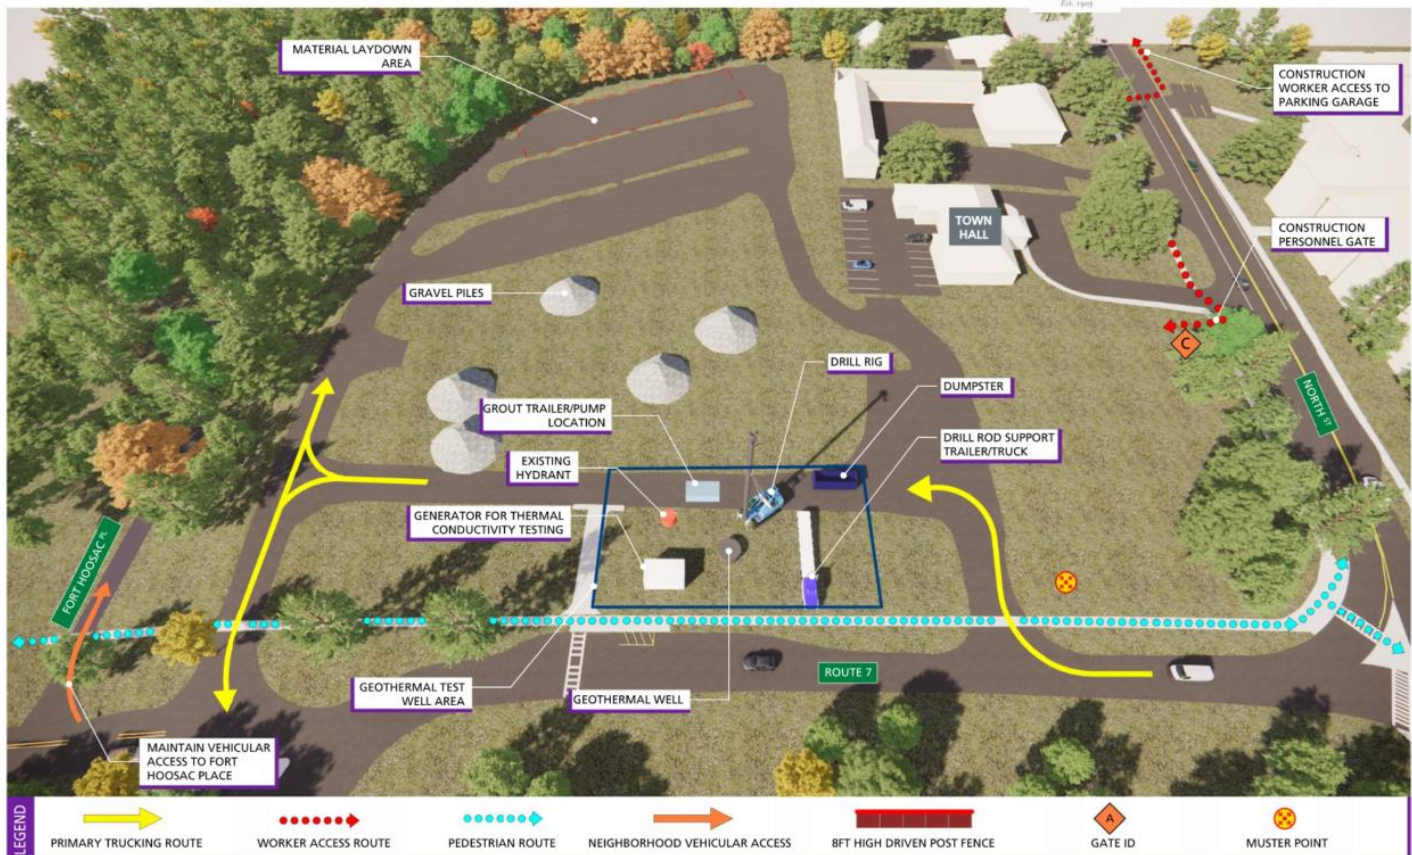 Est. 1905
MATERIAL LAYDOWN
AREA
CONSTRUCTION
WORKER ACCESS TO
PARKING GARAGE
TOWN
HALL
CONSTRUCTION
PERSONNEL GATE
GRAVEL PILES
C
DRILL RIG
NORTH ST
DUMPSTER
GROUT TRAILER/PUMP
LOCATION
DRILL ROD SUPPORT
TRAILER/TRUCK
EXISTING
HYDRANT
GENERATOR FOR THERMAL
CONDUCTIVITY TESTING
FORT HOOSAC PL
ROUTE 7
GEOTHERMAL TEST
WELL AREA
GEOTHERMAL WELL
MAINTAIN VEHICULAR
ACCESS TO FORT
HOOSAC PLACE
LEGEND
PRIMARY TRUCKING ROUTE
WORKER ACCESS ROUTE
PEDESTRIAN ROUTE
NEIGHBORHOOD VEHICULAR ACCESS
8FT HIGH DRIVEN POST FENCE
A
GATE ID
MUSTER POINT